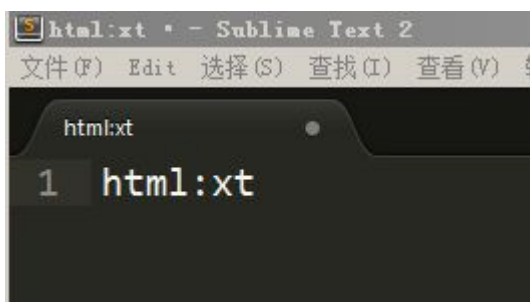 html:xt • - Sublime Text 2
文件(F) Edit 选择(S) 查找(I) 查看(V)
html:xt
1 html:xt